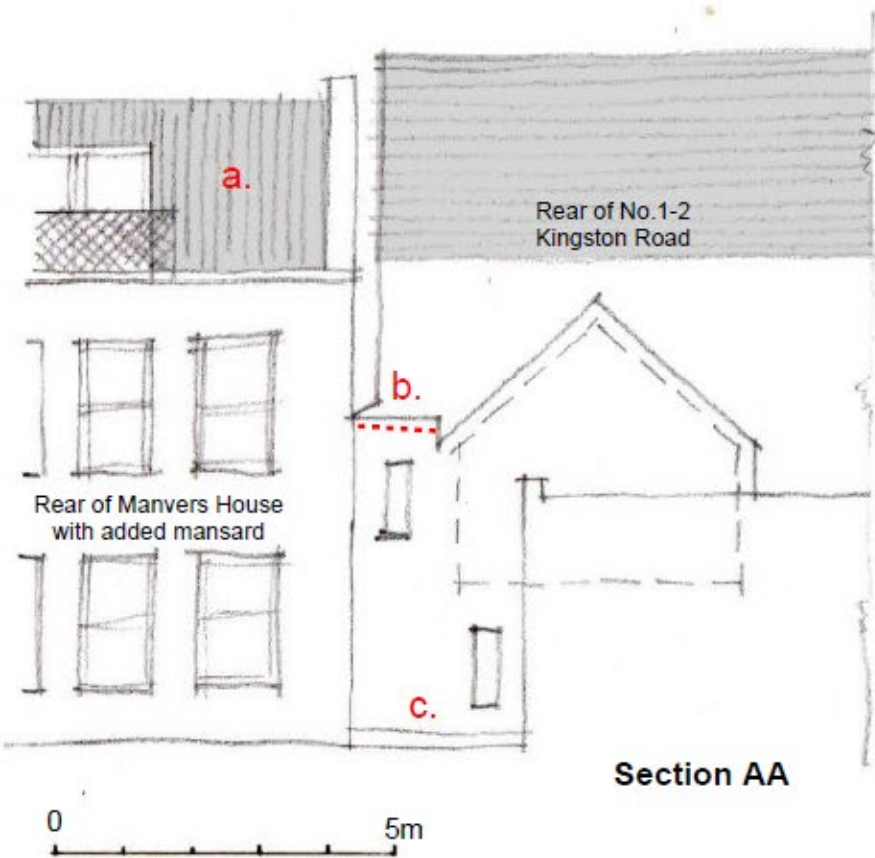 a.
Rear of No.1-2
Kingston Road
b.
Rear of Manvers House
with added mansard
c.
Section AA
0 5m